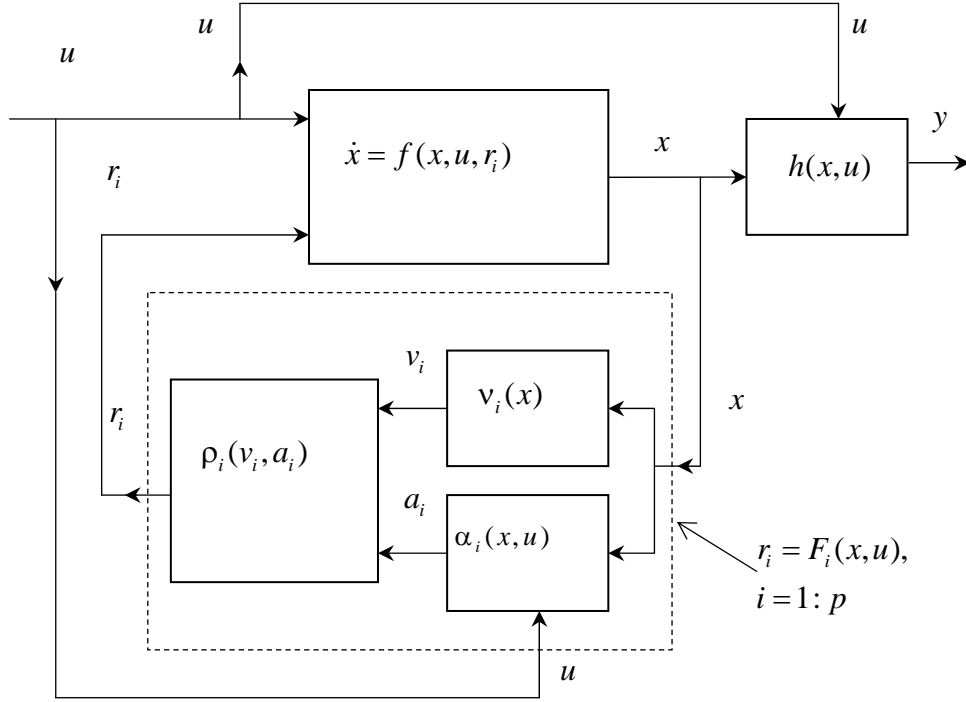 u
u
u
ẋ = f(x,u,r_i)
x
h(x,u)
y
r_i
v_i
ν_i(x)
x
r_i
ρ_i(v_i,a_i)
a_i
α_i(x,u)
r_i = F_i(x,u),
i = 1: p
u